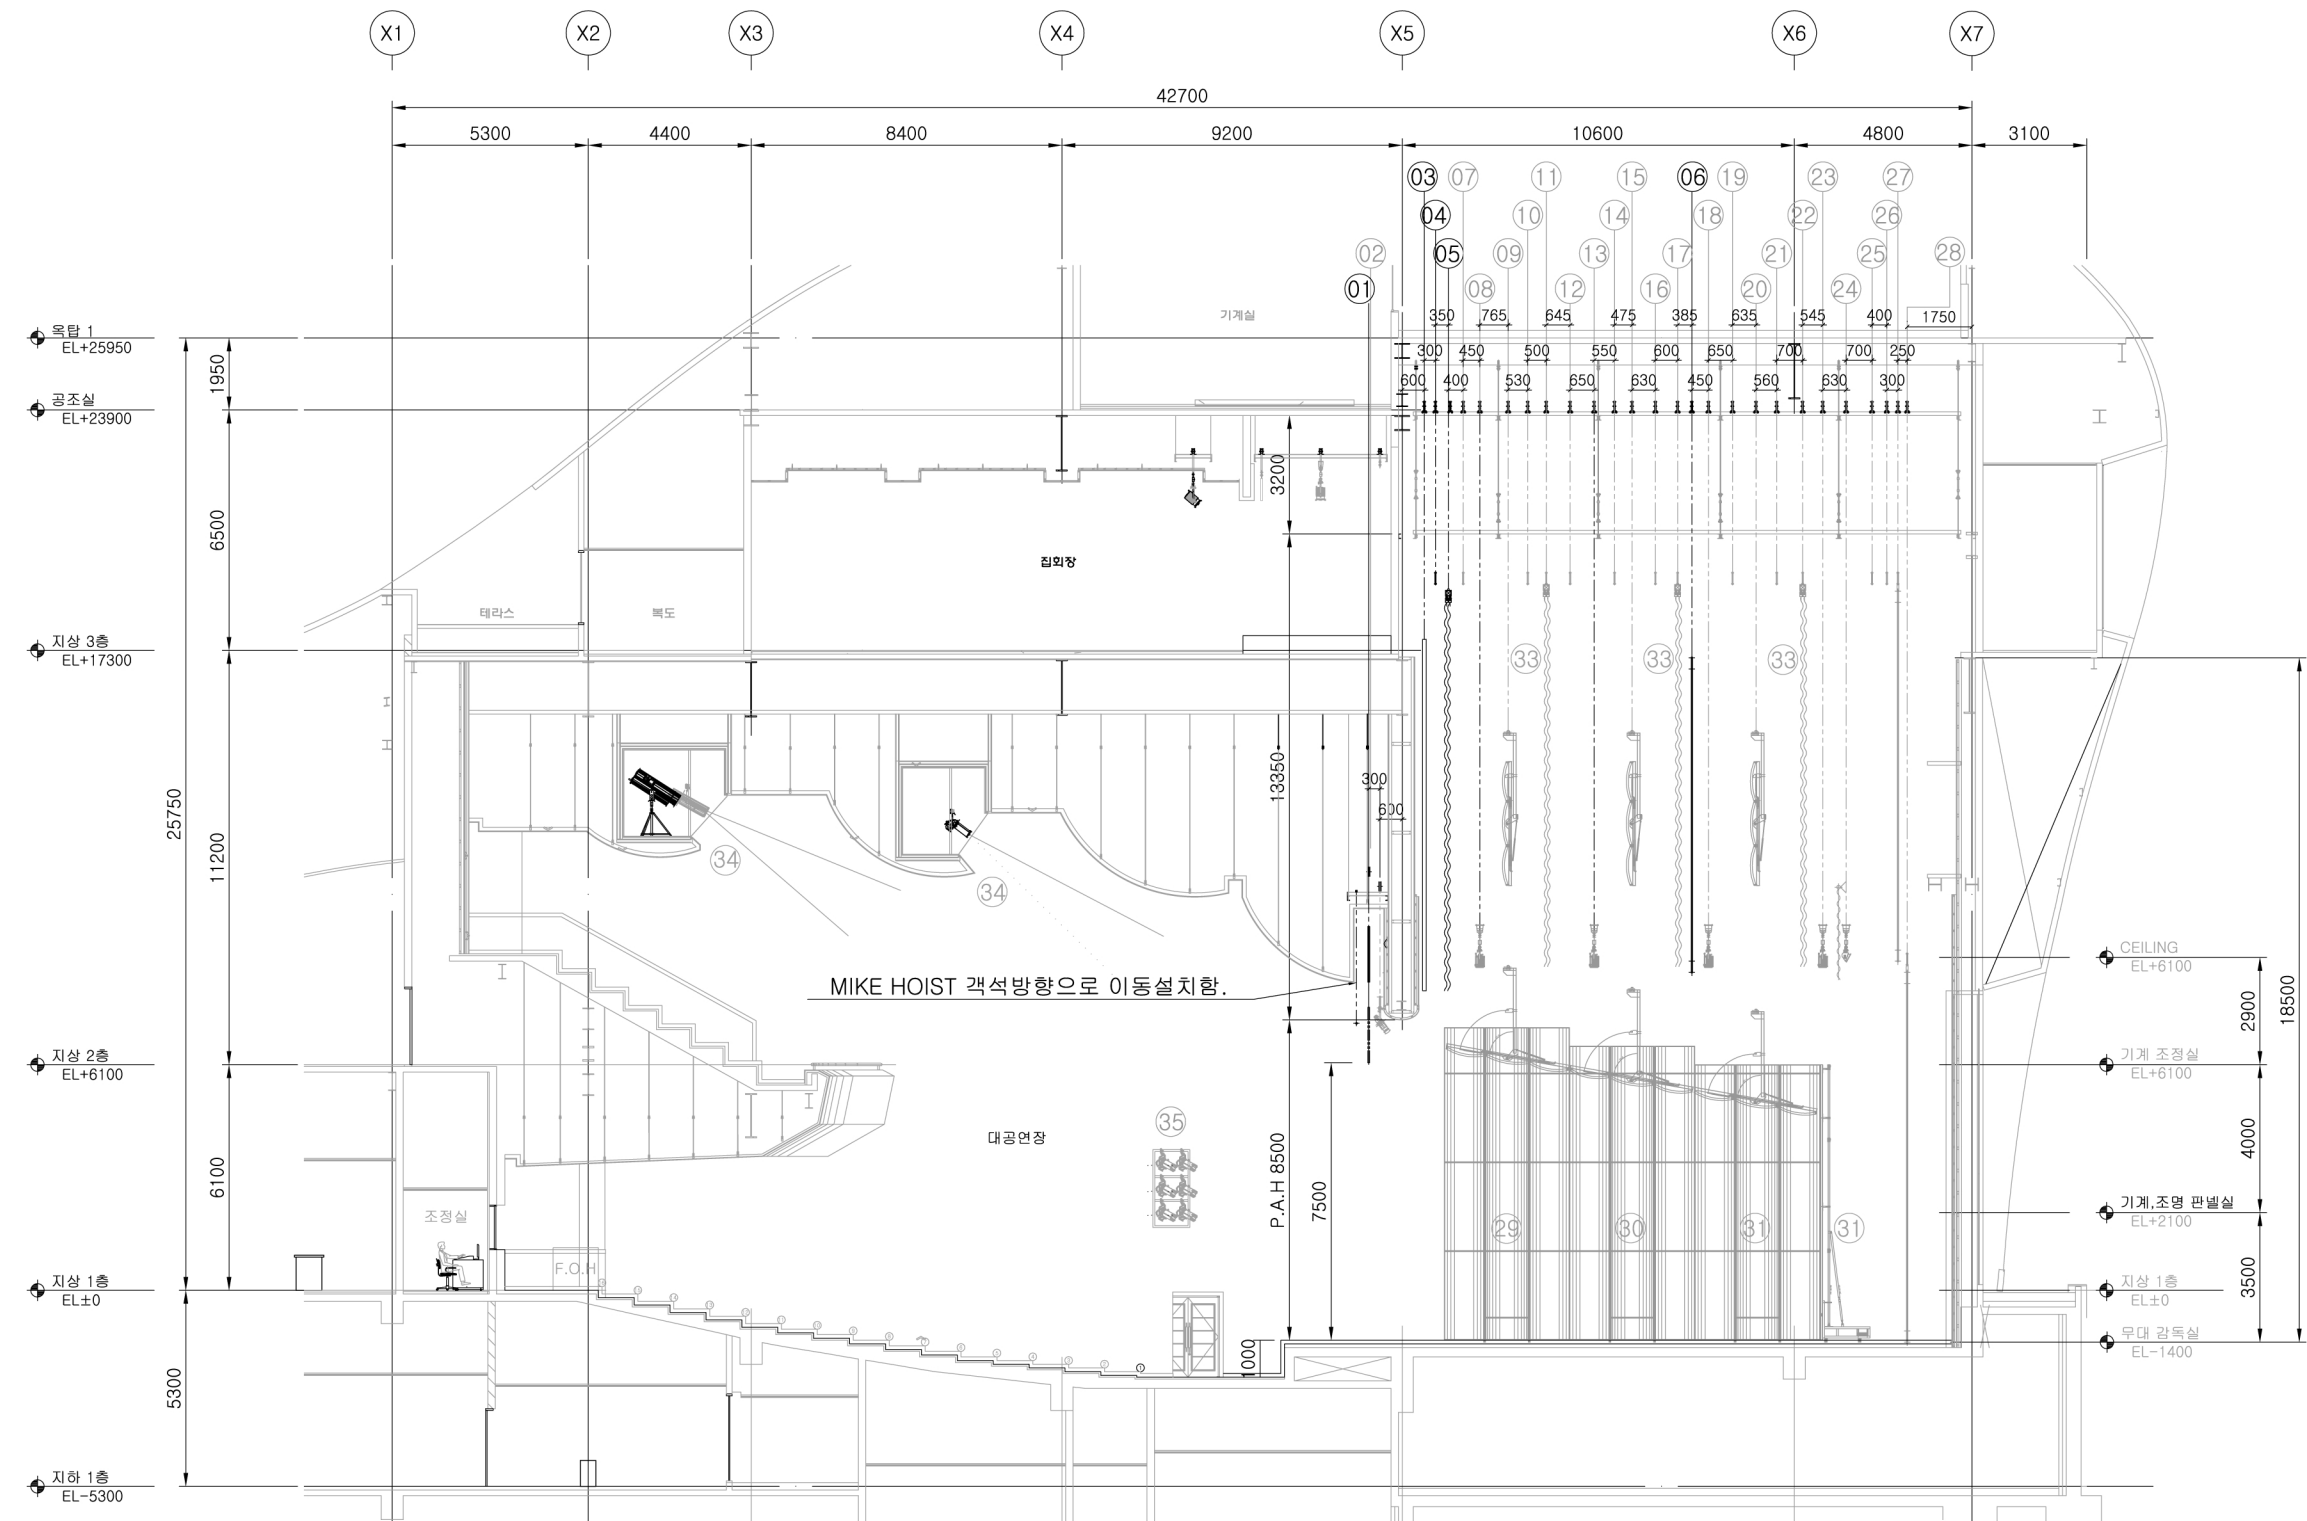 X1 X2 X3 X4 X5 X6 X7
42700
5300 4400 8400 9200 10600 4800 3100
03 07 11 15 06 19 23 27
04 10 14 18 22 26
02 05 09 13 17 21 25 28
01 08 12 16 20 24
350 765 645 475 385 635 545 400 1750
300 450 500 550 600 650 700 700 250
600 400 530 650 630 450 560 630 300
기계실
옥탑 1
EL+25950
1950
공조실
EL+23900
6500
3200
집회장
테라스
복도
지상 3층
EL+17300
33 33 33
25750
11200
13350
300
600
34
34
MIKE HOIST 객석방향으로 이동설치함.
CEILING
EL+6100
2900
18500
지상 2층
EL+6100
기계 조정실
EL+6100
6100
35
대공연장
P.A.H 8500
7500
4000
조정실
F.O.H
29 30 31 31
기계,조명 판넬실
EL+2100
3500
지상 1층
EL±0
지상 1층
EL±0
1000
무대 감독실
EL-1400
5300
지하 1층
EL-5300